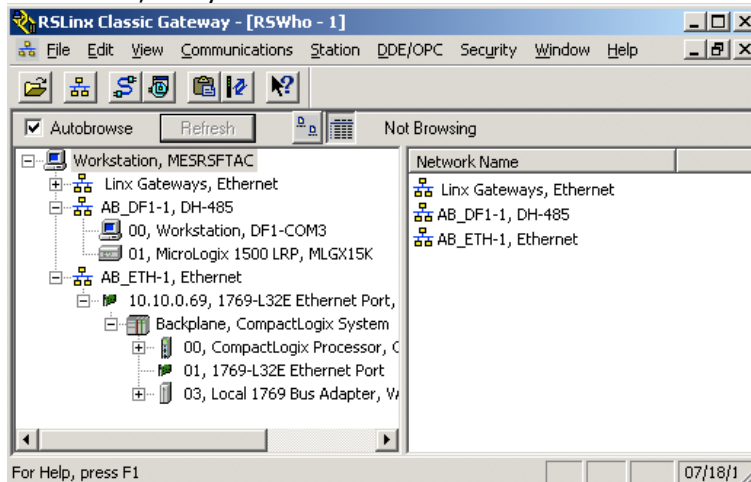 RSLinx Classic Gateway - [RSWho - 1]
File Edit View Communications Station DDE/OPC Security Window Help
Autobrowse Refresh Not Browsing
Workstation, MESRSFTAC
Linx Gateways, Ethernet
AB_DF1-1, DH-485
00, Workstation, DF1-COM3
01, MicroLogix 1500 LRP, MLGX15K
AB_ETH-1, Ethernet
10.10.0.69, 1769-L32E Ethernet Port,
Backplane, CompactLogix System
00, CompactLogix Processor, C
01, 1769-L32E Ethernet Port
03, Local 1769 Bus Adapter, VA
Network Name
Linx Gateways, Ethernet
AB_DF1-1, DH-485
AB_ETH-1, Ethernet
For Help, press F1
07/18/1